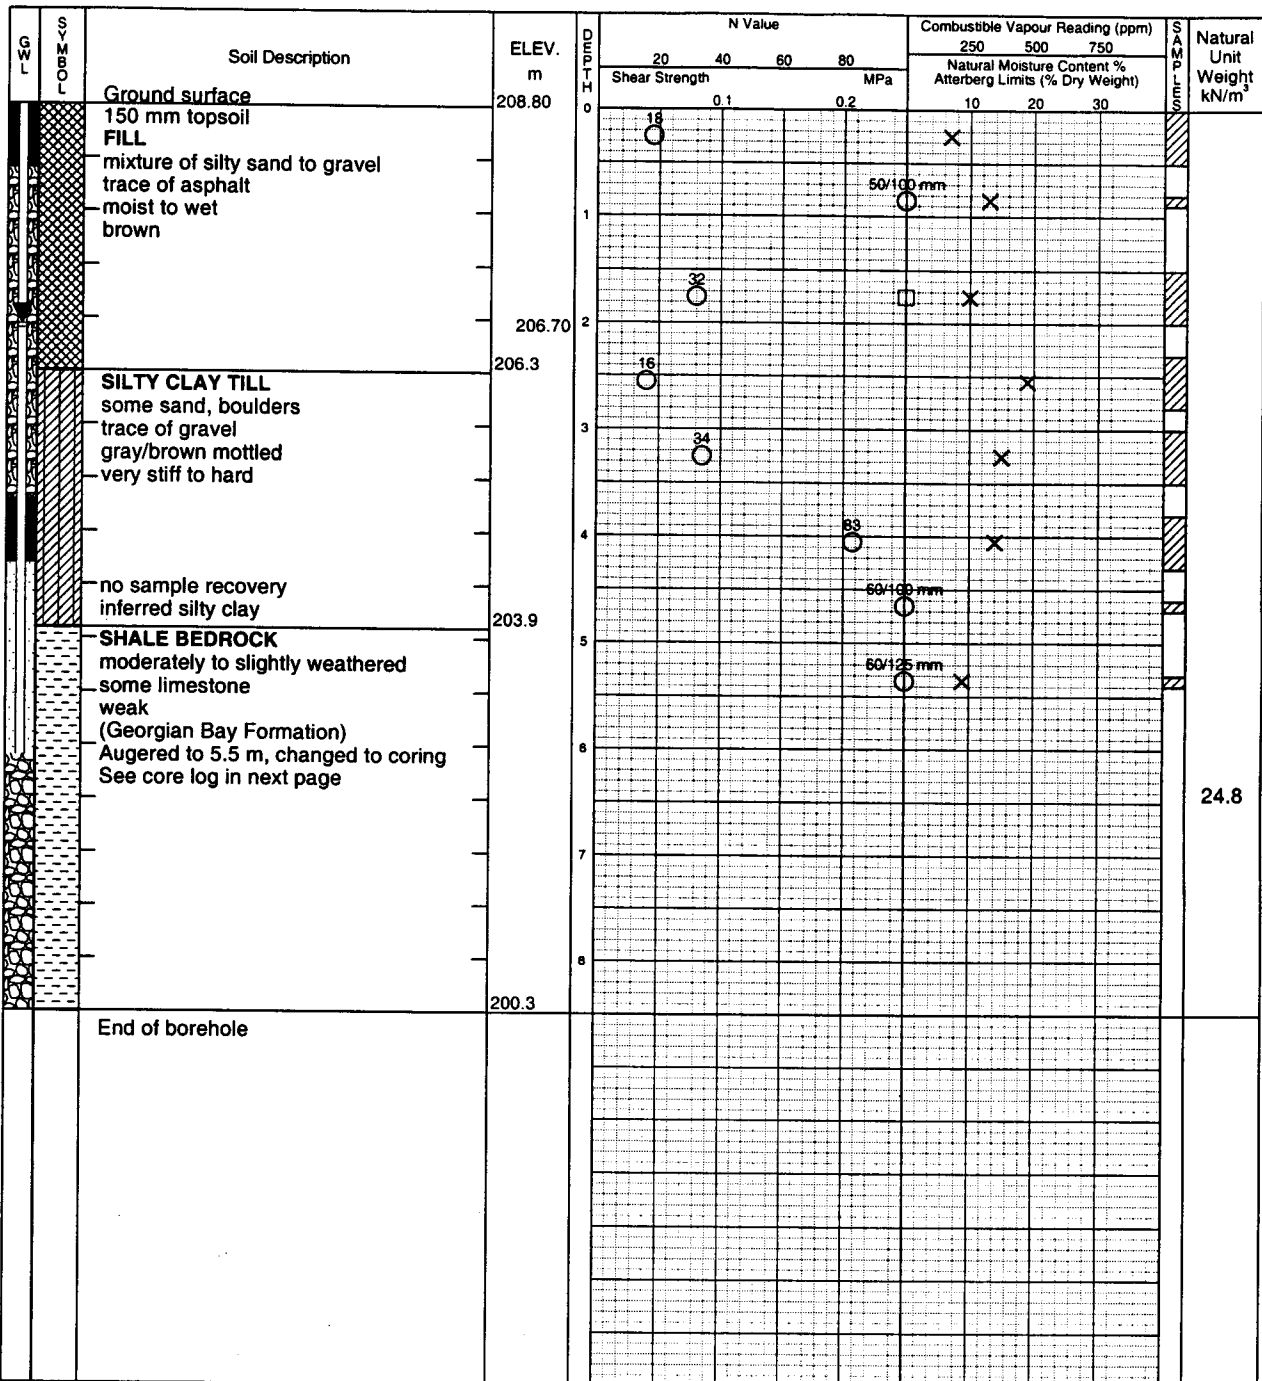 GWL
SYMBOL
Soil Description
ELEV.
m
DEPTH
N Value
20 40 60 80
Shear Strength MPa
0.1 0.2
Combustible Vapour Reading (ppm)
250 500 750
Natural Moisture Content %
Atterberg Limits (% Dry Weight)
10 20 30
SAMPLES
Natural
Unit
Weight
kN/m³
Ground surface 208.80 0
150 mm topsoil
FILL
mixture of silty sand to gravel
trace of asphalt
moist to wet
brown
18
50/100 mm
1
32
206.70 2
206.3
16
SILTY CLAY TILL
some sand, boulders
trace of gravel
gray/brown mottled
very stiff to hard
3
34
83
4
no sample recovery
inferred silty clay
60/100 mm
203.9
SHALE BEDROCK
moderately to slightly weathered
some limestone
weak
(Georgian Bay Formation)
Augered to 5.5 m, changed to coring
See core log in next page
5
60/125 mm
6
24.8
7
8
200.3
End of borehole